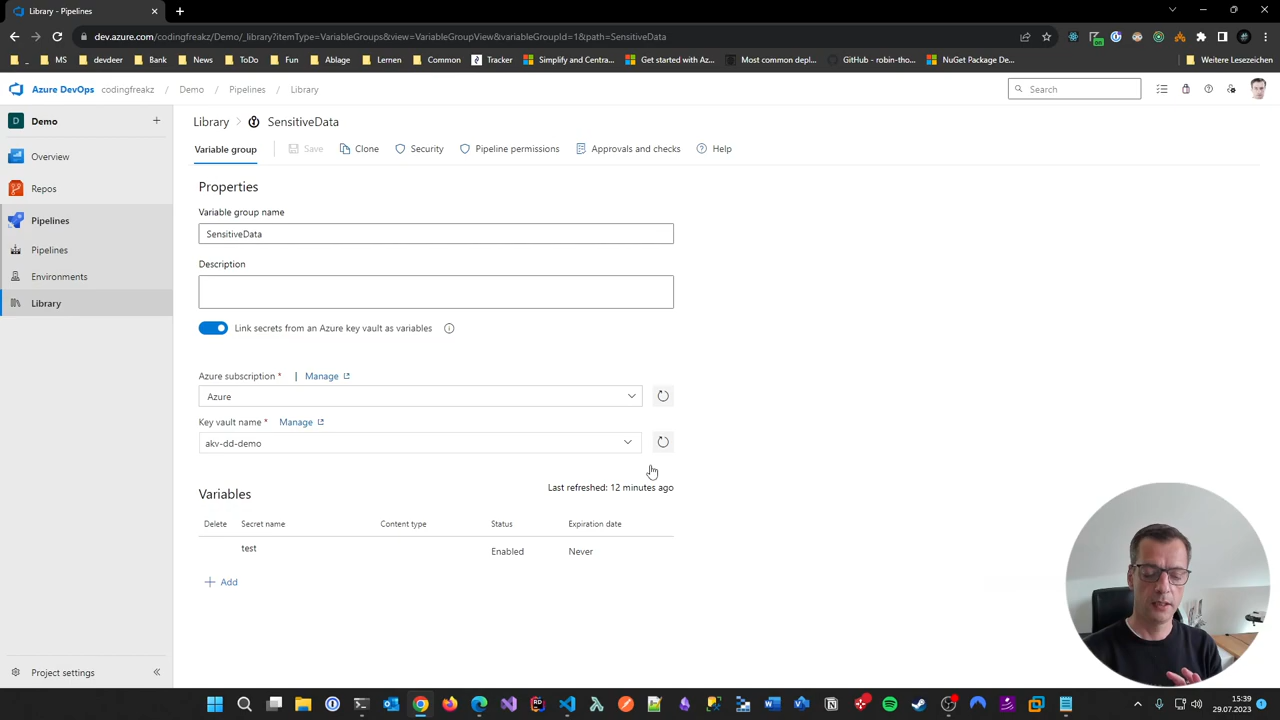 Library - Pipelines
dev.azure.com/codingfreakz/Demo/_library?itemType=VariableGroups&view=VariableGroupView&variableGroupId=1&path=SensitiveData
_ MS devdeer Bank News ToDo Fun Ablage Lernen Common Tracker Simplify and Centra... Get started with Az... Most common depl... GitHub - robin-tho... NuGet Package De... Weitere Lesezeichen
Azure DevOps codingfreakz / Demo / Pipelines / Library
Search
D Demo
Overview
Repos
Pipelines
Pipelines
Environments
Library
Project settings
Library > SensitiveData
Variable group Save Clone Security Pipeline permissions Approvals and checks Help
Properties
Variable group name
SensitiveData
Description
Link secrets from an Azure key vault as variables
Azure subscription * | Manage
Azure
Key vault name * Manage
akv-dd-demo
Last refreshed: 12 minutes ago
Variables
Delete Secret name Content type Status Expiration date
test Enabled Never
Add
15:39
29.07.2023